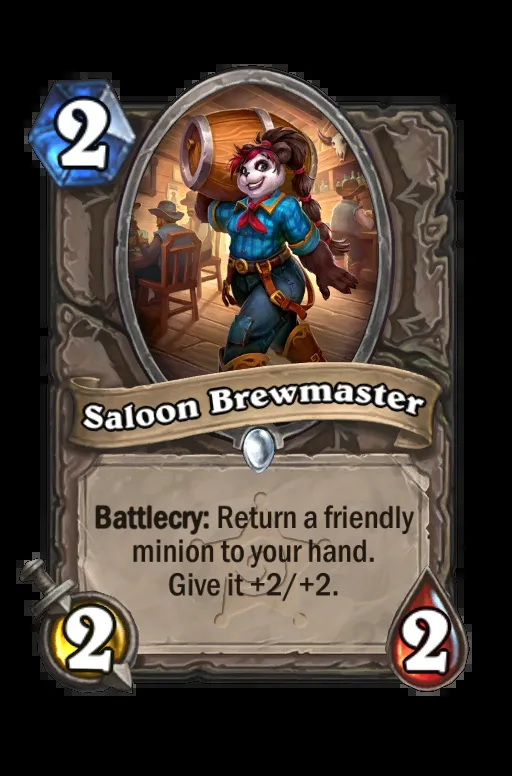 2
Saloon Brewmaster
Battlecry: Return a friendly
minion to your hand.
Give it +2/+2.
2
2